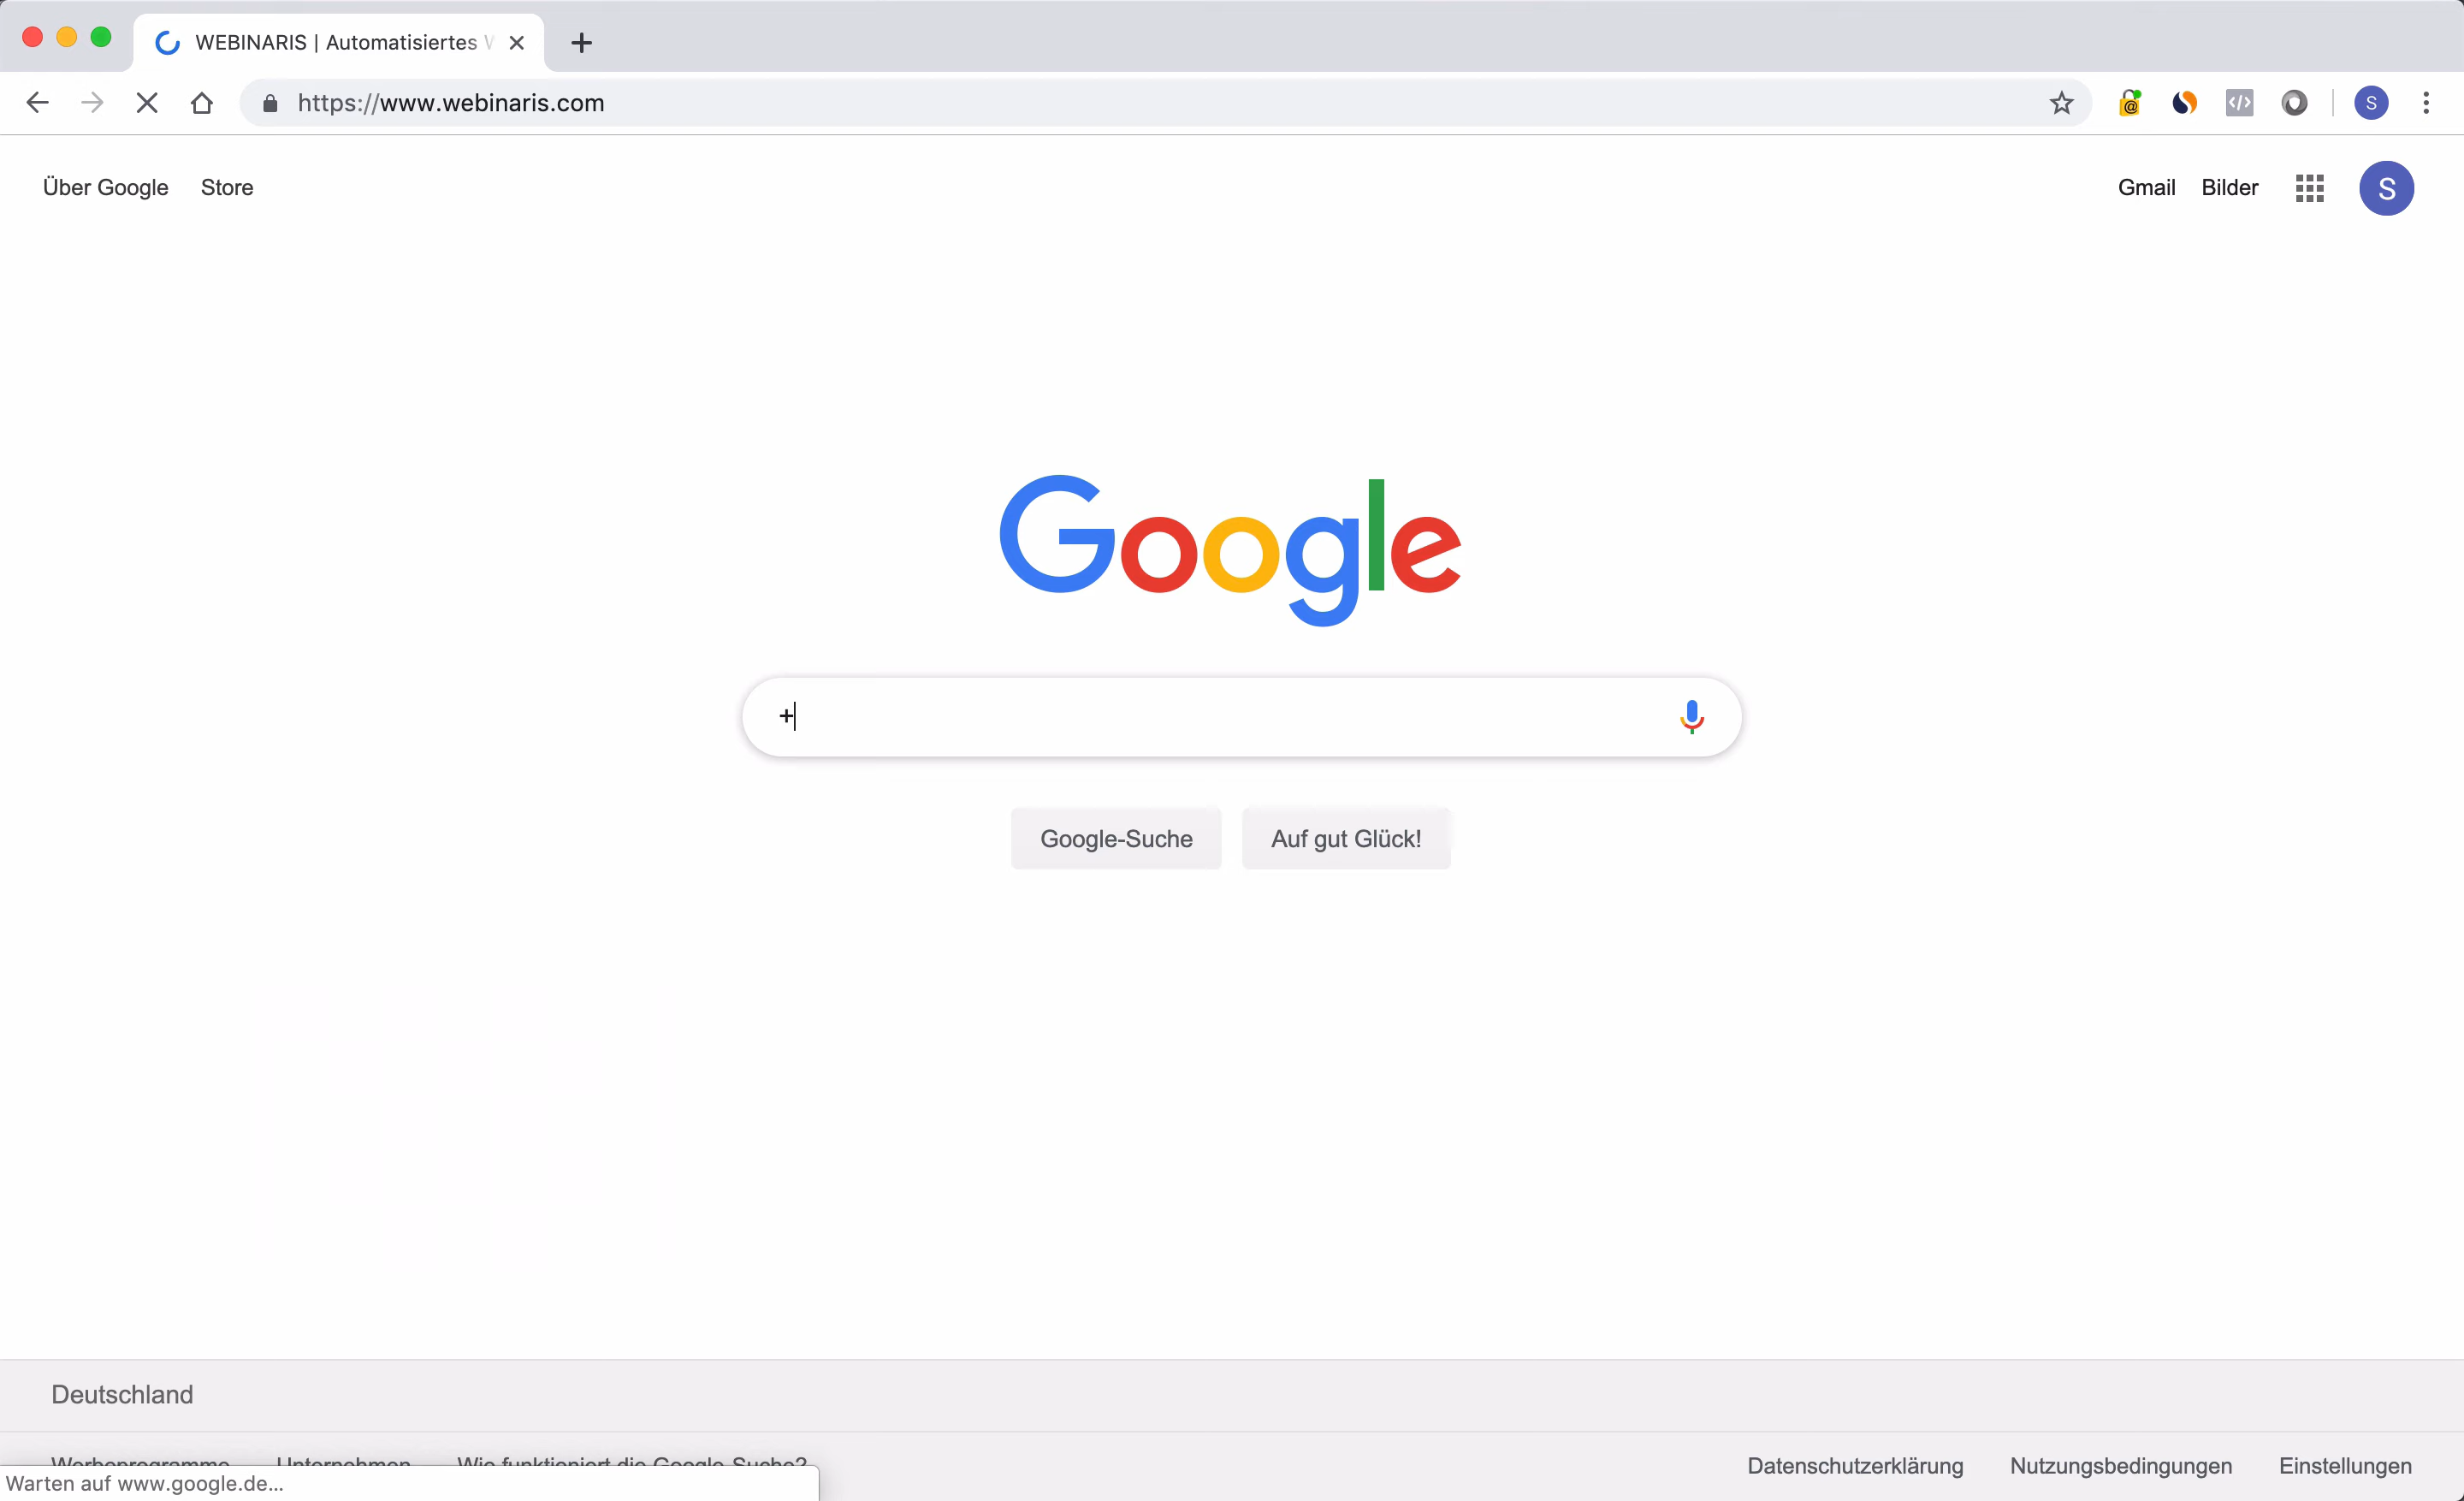 WEBINARIS | Automatisiertes
https://www.webinaris.com
@ </> S
Über Google Store Gmail Bilder S
Google
+
Google-Suche Auf gut Glück!
Deutschland
Werbeprogramme Unternehmen Wie funktioniert die Google-Suche? Datenschutzerklärung Nutzungsbedingungen Einstellungen
Warten auf www.google.de...